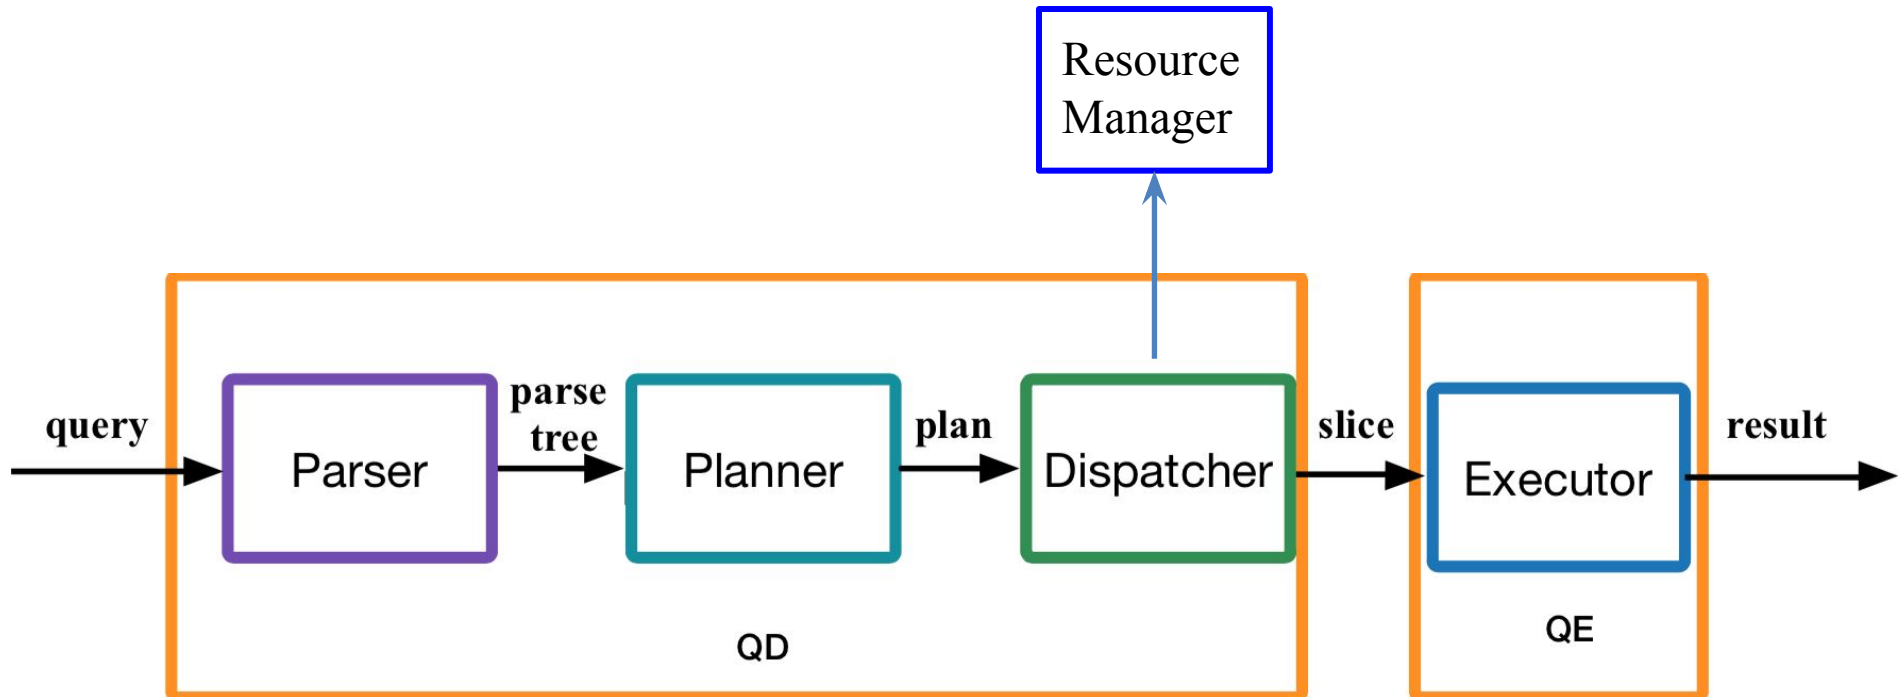 Resource
Manager
query
Parser
parse
tree
Planner
plan
Dispatcher
slice
Executor
result
QD
QE